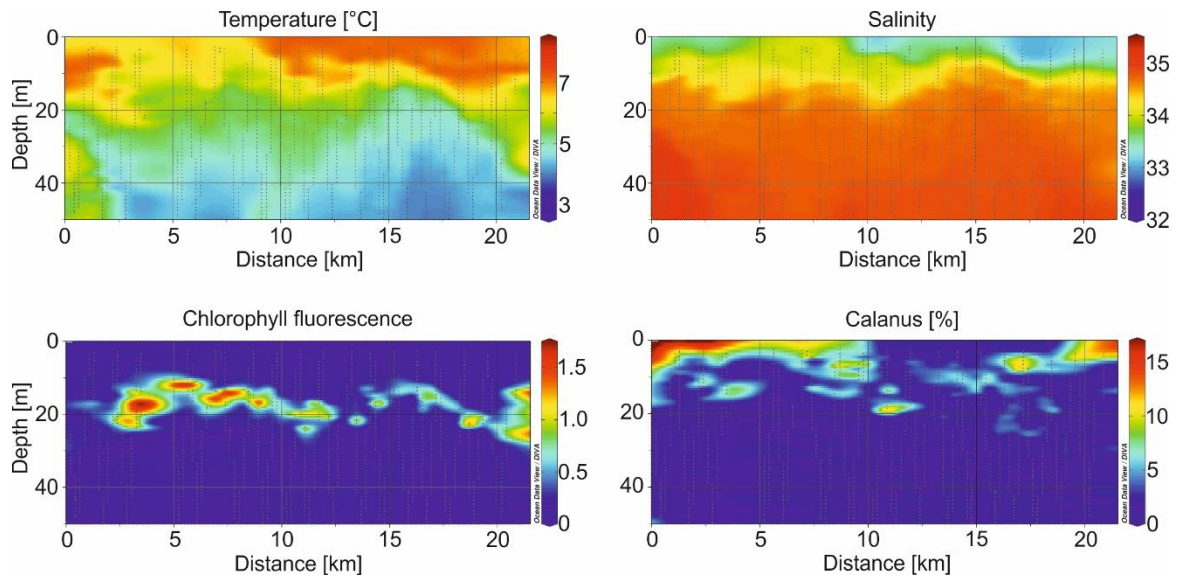 Temperature [°C]
0
20
40
Depth [m]
0 5 10 15 20
Distance [km]
7
5
3
Ocean Data View / DIVA
Salinity
0
20
40
0 5 10 15 20
Distance [km]
35
34
33
32
Ocean Data View / DIVA
Chlorophyll fluorescence
0
20
40
Depth [m]
0 5 10 15 20
Distance [km]
1.5
1.0
0.5
0
Ocean Data View / DIVA
Calanus [%]
0
20
40
0 5 10 15 20
Distance [km]
15
10
5
0
Ocean Data View / DIVA